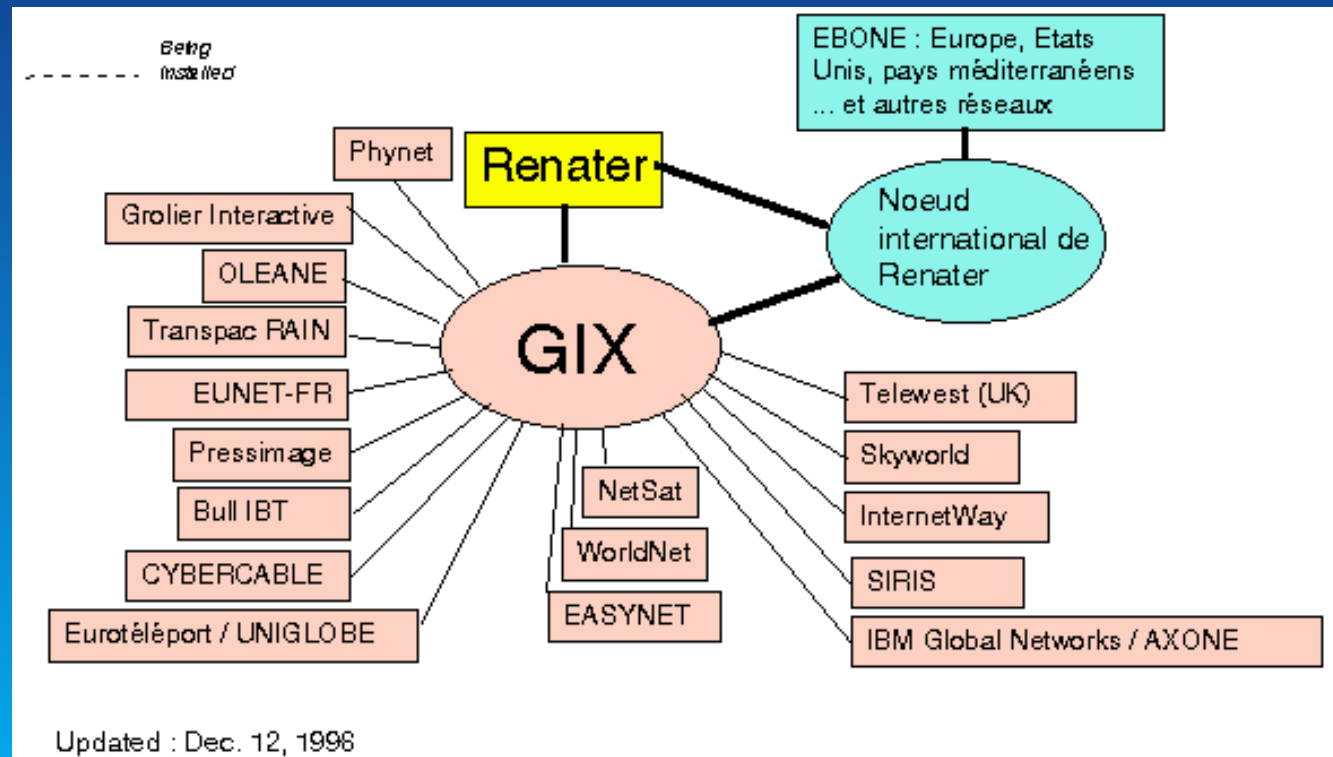 Being
Installed
EBONE : Europe, Etats
Unis, pays méditerranéens
... et autres réseaux
Phynet
Renater
Grolier Interactive
Noeud
international de
Renater
OLEANE
Transpac RAIN
GIX
EUNET-FR
Telewest (UK)
Pressimage
Skyworld
NetSat
Bull IBT
InternetWay
WorldNet
CYBERCABLE
SIRIS
EASYNET
Eurotéléport / UNIGLOBE
IBM Global Networks / AXONE
Updated : Dec. 12, 1996